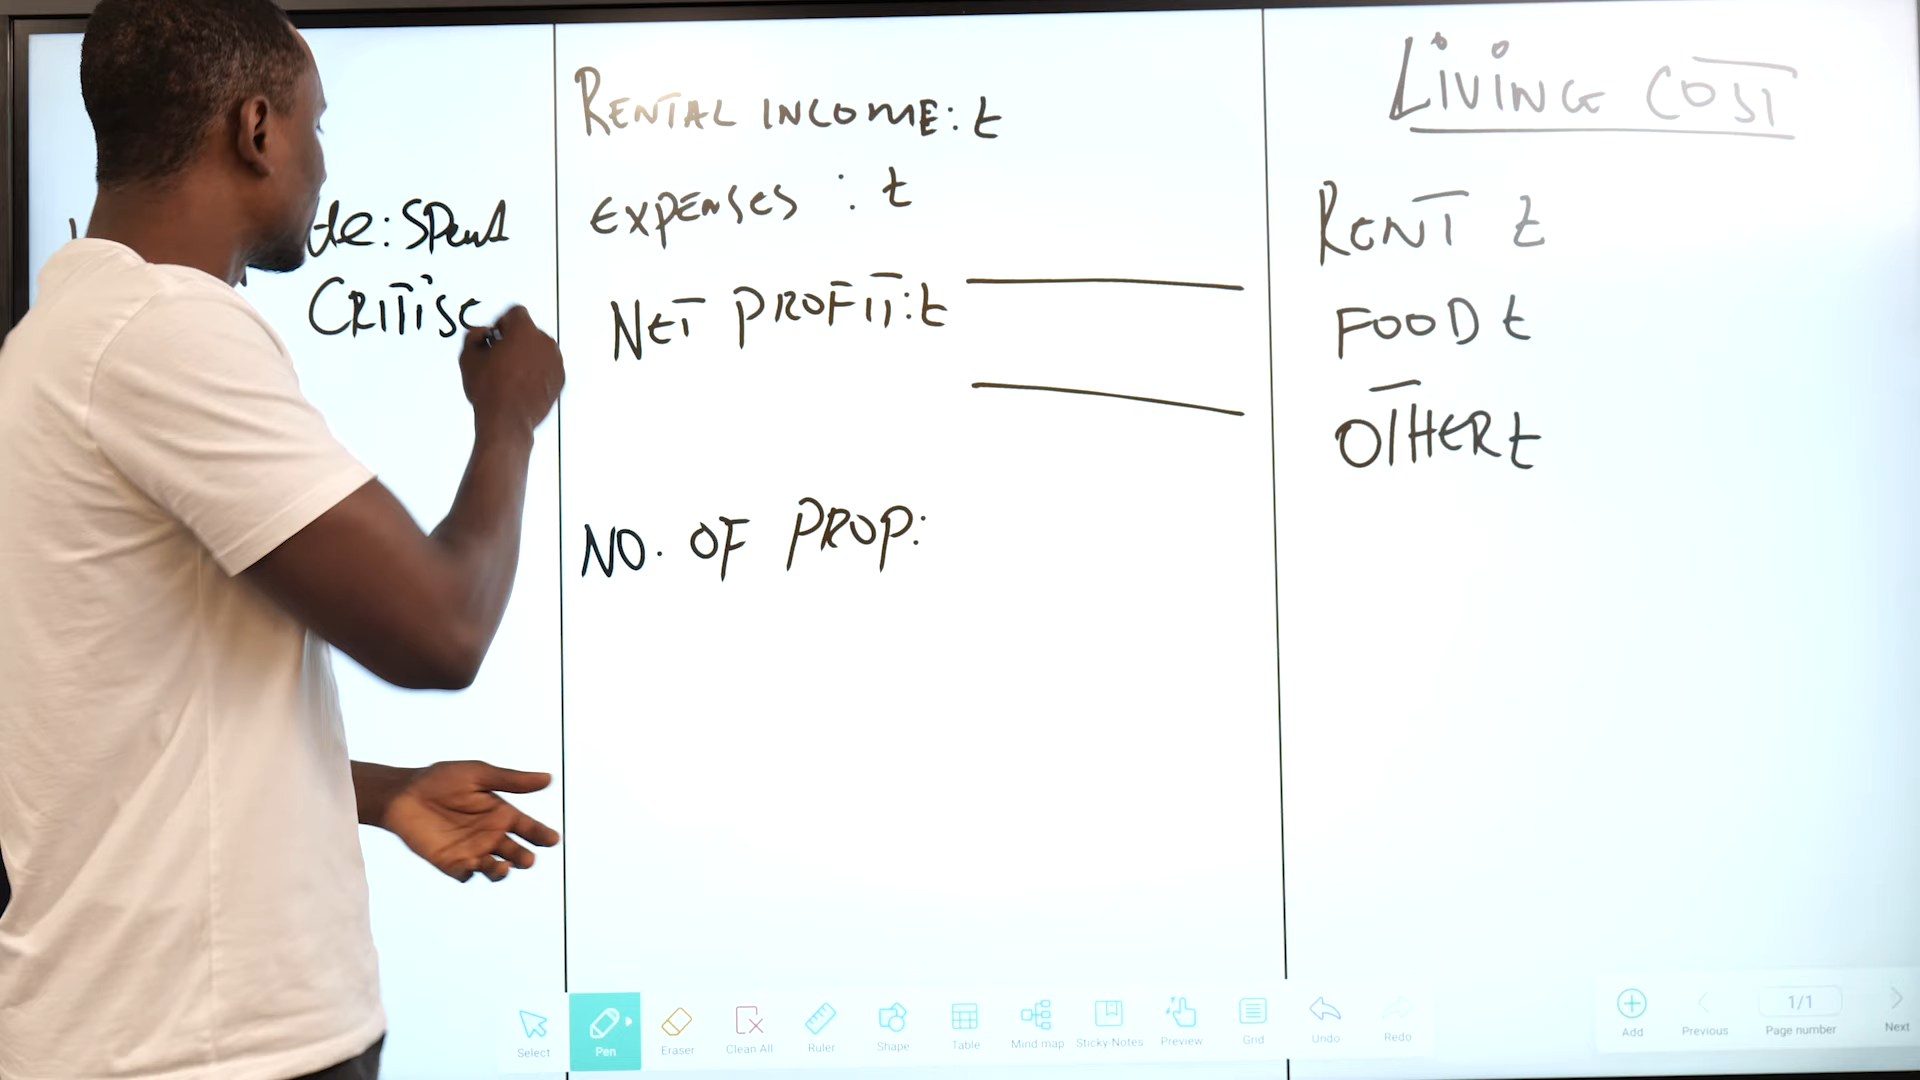 de: Spend
CRITISC
RENTAL INCOME: £
EXPENSES : £
NET PROFIT: £
NO. OF PROP:
LIVING COST
RENT £
FOOD £
OTHER £
Select
Pen
Eraser
Clean All
Ruler
Shape
Table
Mind map
Sticky Notes
Preview
Grid
Undo
Redo
Add
Previous
1/1
Page number
Next